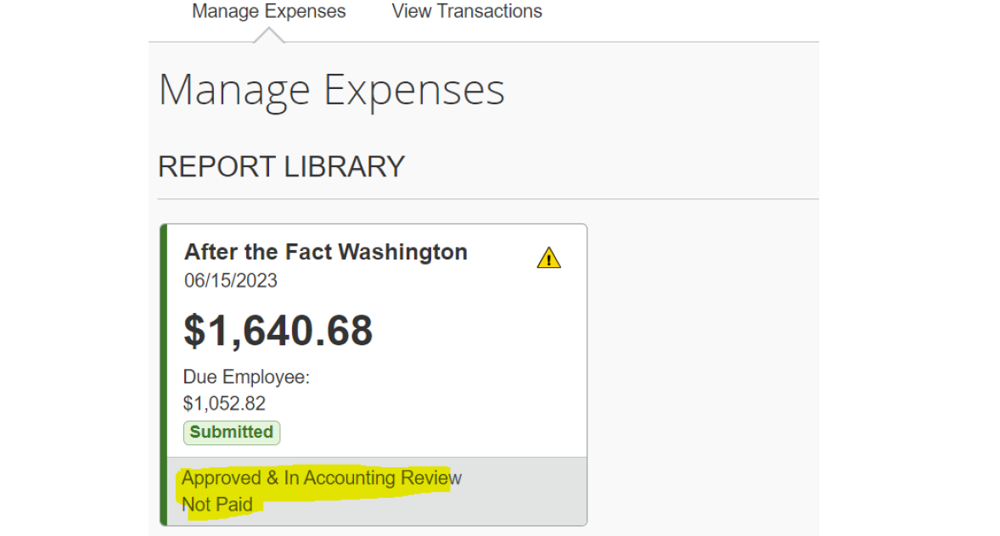 Manage Expenses View Transactions
Manage Expenses
REPORT LIBRARY
After the Fact Washington
06/15/2023
$1,640.68
Due Employee:
$1,052.82
Submitted
Approved & In Accounting Review
Not Paid